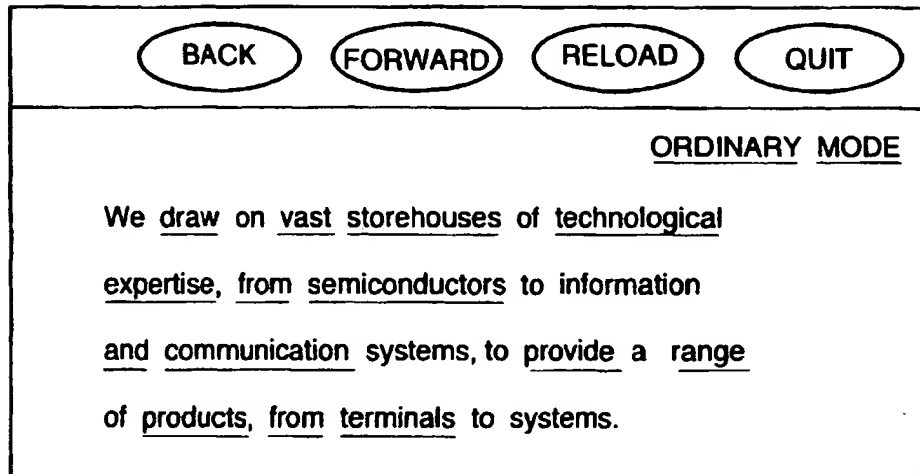 BACK FORWARD RELOAD QUIT
ORDINARY MODE
We draw on vast storehouses of technological
expertise, from semiconductors to information
and communication systems, to provide a range
of products, from terminals to systems.